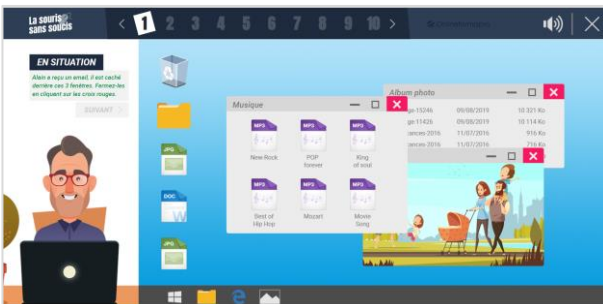 La souris
sans soucis
1 2 3 4 5 6 7 8 9 10
EN SITUATION
Alain a reçu un email, il est caché
derrière ces 3 fenêtres. Fermez-les
en cliquant sur les croix rouges.
SUIVANT
JPG
DOC
JPG
Musique
MP3 MP3 MP3
New Rock POP King
forever of soul
MP3 MP3 MP3
Best of Mozart Movie
Hip Hop Song
Album photo
09/08/2019 10 331 Ko
09/08/2019 10 114 Ko
11/07/2016 916 Ko
11/07/2016 716 Ko